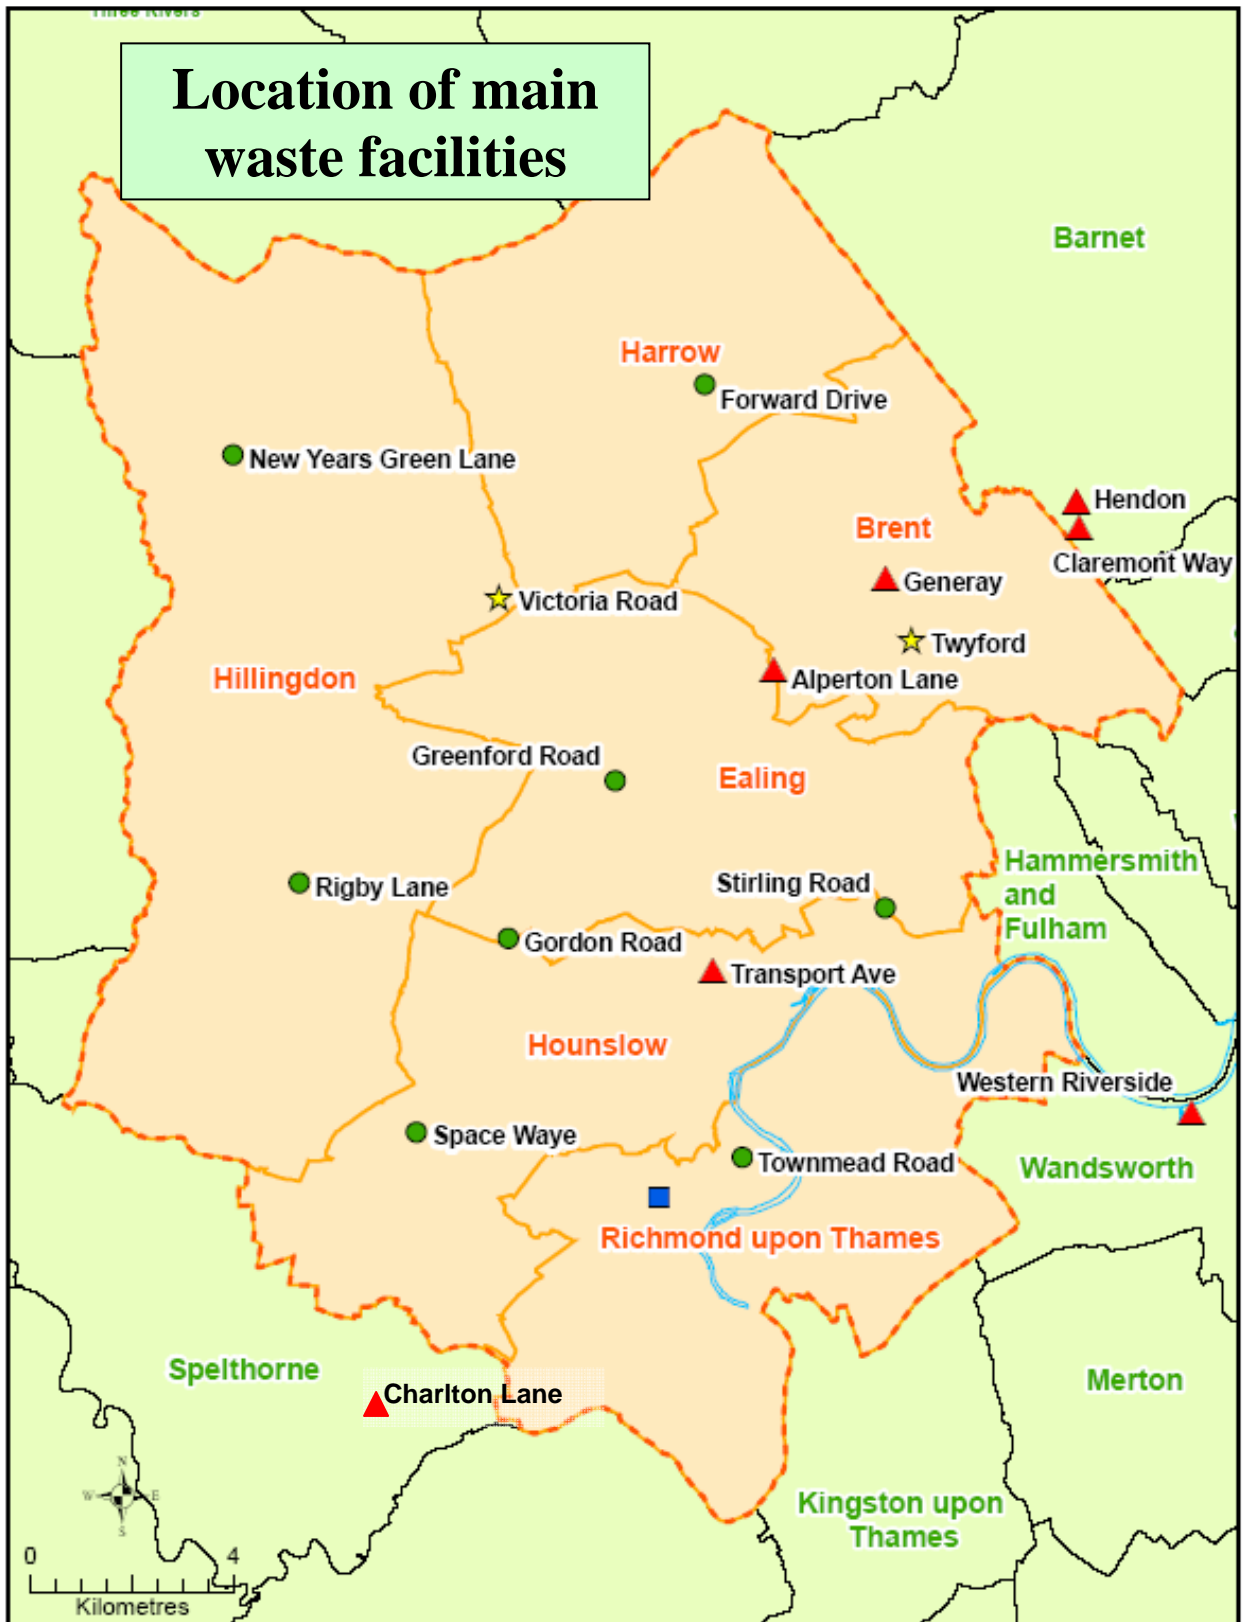 Three Rivers
Location of main
waste facilities
Barnet
Harrow
Forward Drive
New Years Green Lane
Hendon
Brent
Claremont Way
Generay
Victoria Road
Twyford
Hillingdon
Alperton Lane
Greenford Road
Ealing
Hammersmith
and
Fulham
Rigby Lane
Stirling Road
Gordon Road
Transport Ave
Hounslow
Western Riverside
Space Waye
Townmead Road
Wandsworth
Richmond upon Thames
Spelthorne
Charlton Lane
Merton
N
W E
S
Kingston upon
Thames
0 4
Kilometres